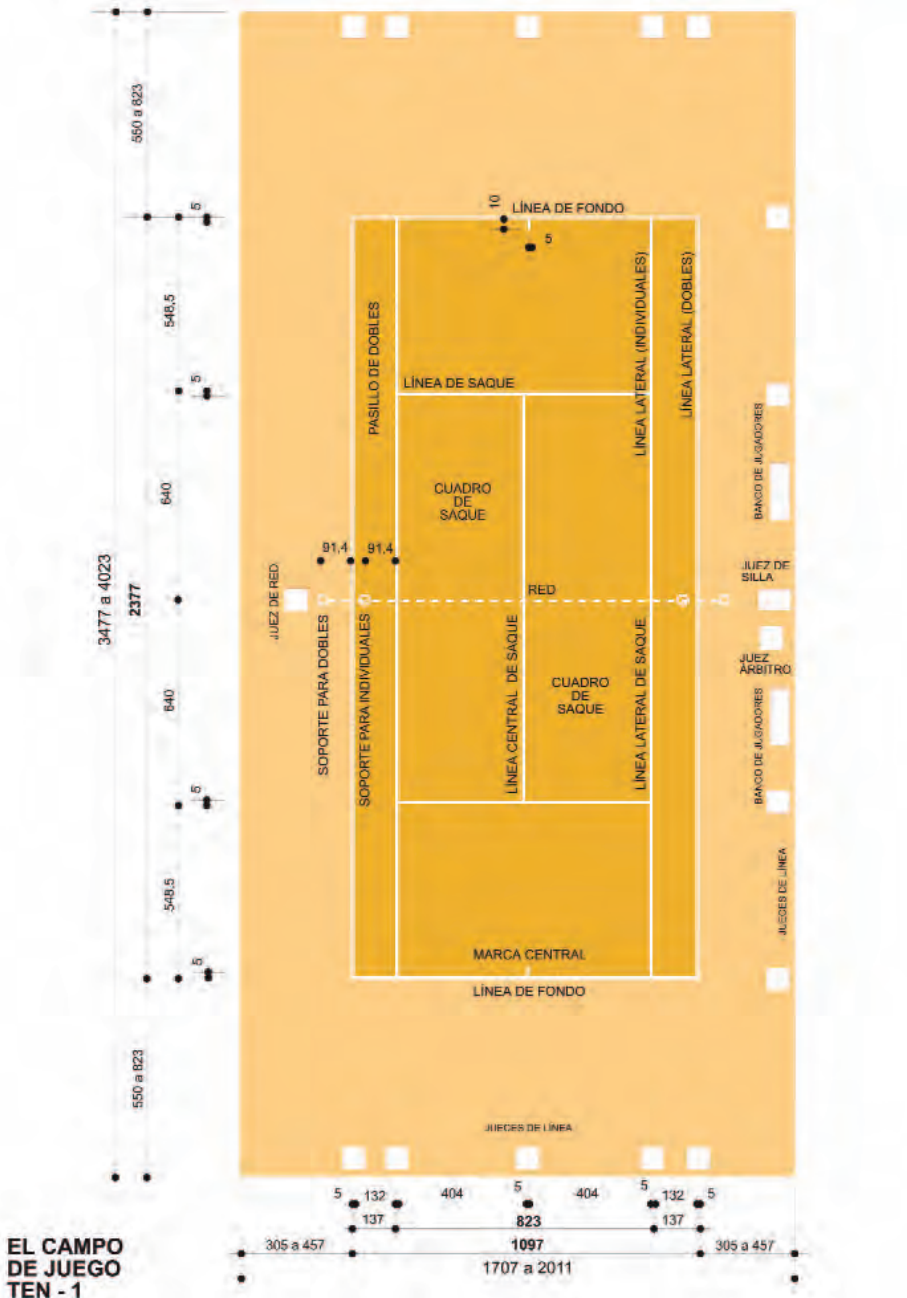 550 a 823
5
10
LÍNEA DE FONDO
5
548.5
PASILLO DE DOBLES
LÍNEA LATERAL (INDIVIDUALES)
LÍNEA LATERAL (DOBLES)
5
LÍNEA DE SAQUE
BANCO DE JUGADORES
640
CUADRO
DE
SAQUE
91,4
91.4
3477 a 4023
2377
JUEZ DE RED
RED
JUEZ DE
SILLA
SOPORTE PARA DOBLES
SOPORTE PARA INDIVIDUALES
LÍNEA CENTRAL DE SAQUE
LÍNEA LATERAL DE SAQUE
JUEZ
ÁRBITRO
640
CUADRO
DE
SAQUE
BANCO DE JUGADORES
5
548.5
JUECES DE LÍNEA
MARCA CENTRAL
5
LÍNEA DE FONDO
550 a 823
JUECES DE LÍNEA
5 132 404 5 404 5 132 5
137 823 137
305 a 457 1097 305 a 457
1707 a 2011
EL CAMPO
DE JUEGO
TEN - 1